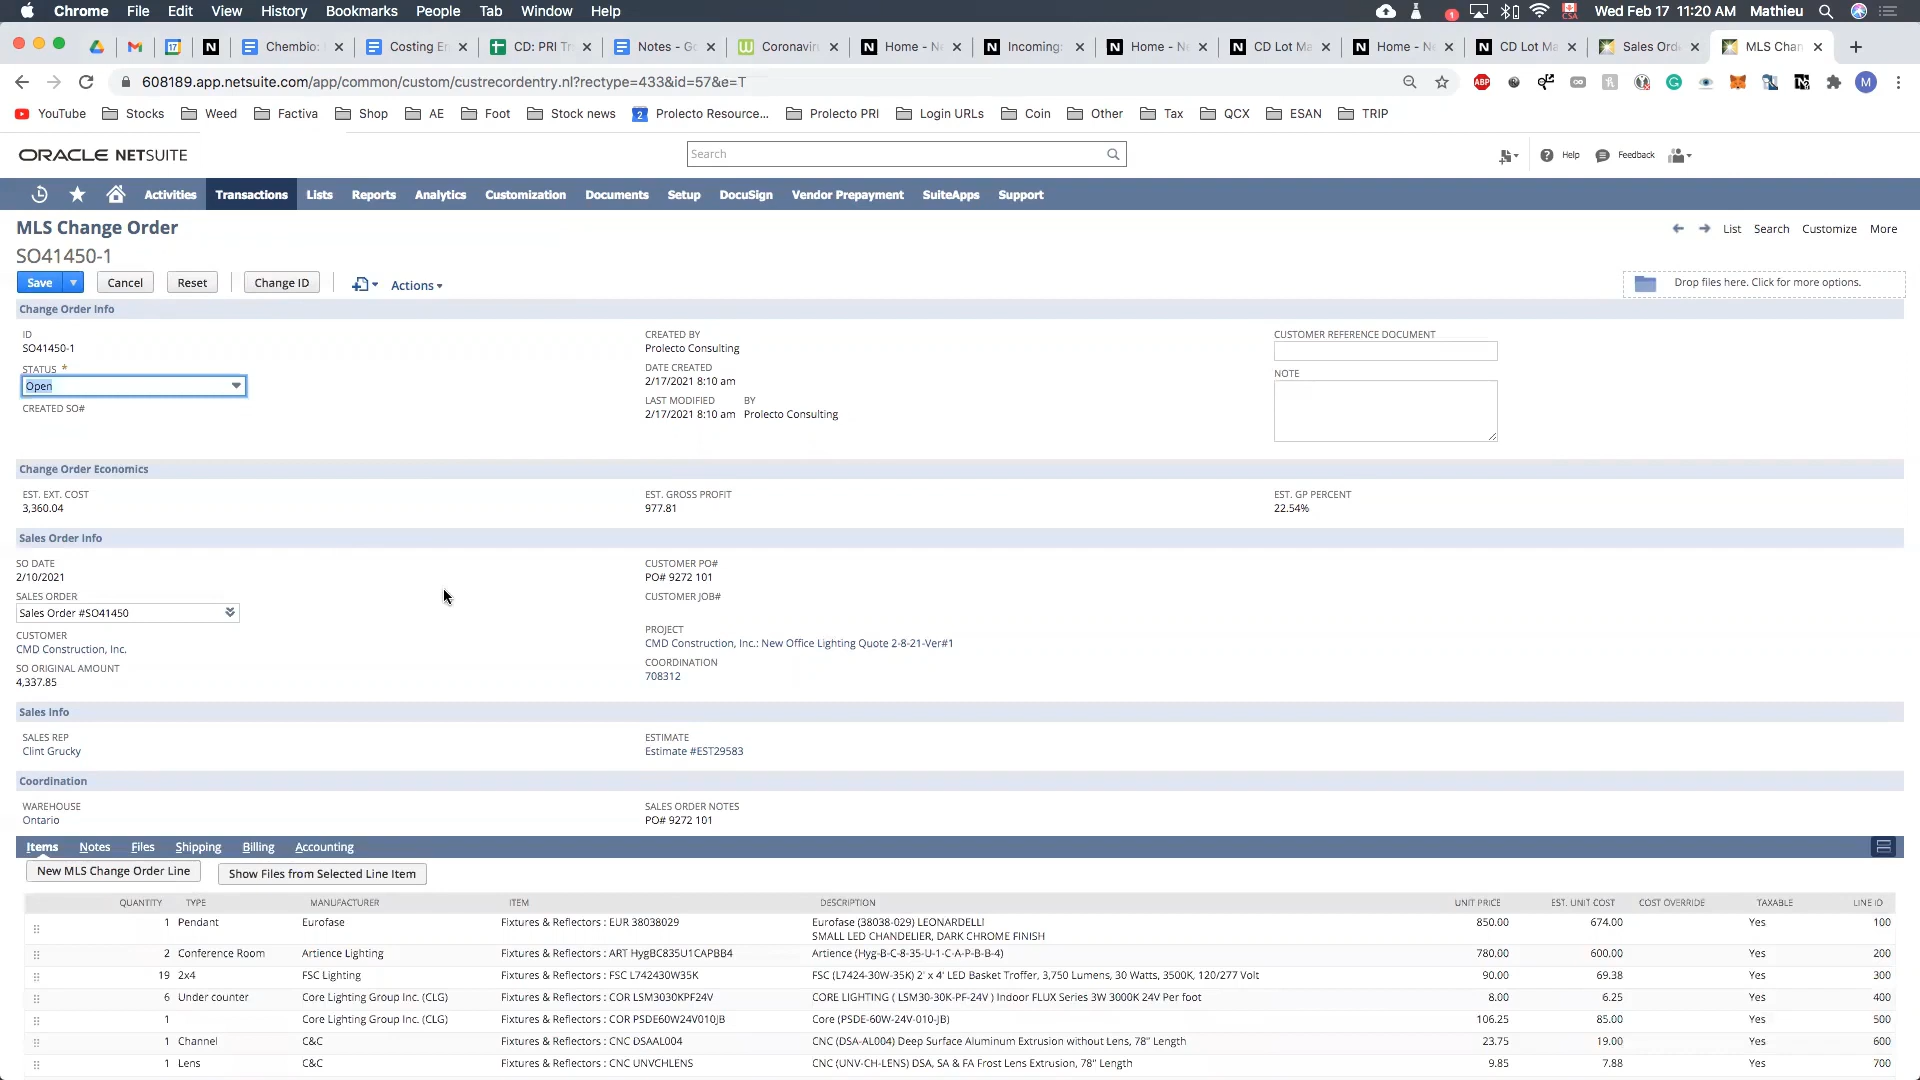 Chrome File Edit View History Bookmarks People Tab Window Help 1 CSA Wed Feb 17 11:20 AM Mathieu
17 Chembio: Costing En CD: PRI Tr Notes - Go Coronavir Home - Ne Incoming: Home - Ne CD Lot Ma Home - Ne CD Lot Ma Sales Ord MLS Chan
608189.app.netsuite.com/app/common/custom/custrecordentry.nl?rectype=433&id=57&e=T ABP M
YouTube Stocks Weed Factiva Shop AE Foot Stock news 2 Prolecto Resource... Prolecto PRI Login URLs Coin Other Tax QCX ESAN TRIP
ORACLE NETSUITE Search Help Feedback
Activities Transactions Lists Reports Analytics Customization Documents Setup DocuSign Vendor Prepayment SuiteApps Support
MLS Change Order List Search Customize More
SO41450-1
Save Cancel Reset Change ID Actions Drop files here. Click for more options.
Change Order Info
ID CREATED BY CUSTOMER REFERENCE DOCUMENT
SO41450-1 Prolecto Consulting
STATUS * DATE CREATED NOTE
Open 2/17/2021 8:10 am
CREATED SO# LAST MODIFIED BY
2/17/2021 8:10 am Prolecto Consulting
Change Order Economics
EST. EXT. COST EST. GROSS PROFIT EST. GP PERCENT
3,360.04 977.81 22.54%
Sales Order Info
SO DATE CUSTOMER PO#
2/10/2021 PO# 9272 101
SALES ORDER CUSTOMER JOB#
Sales Order #SO41450
CUSTOMER PROJECT
CMD Construction, Inc. CMD Construction, Inc.: New Office Lighting Quote 2-8-21-Ver#1
SO ORIGINAL AMOUNT COORDINATION
4,337.85 708312
Sales Info
SALES REP ESTIMATE
Clint Grucky Estimate #EST29583
Coordination
WAREHOUSE SALES ORDER NOTES
Ontario PO# 9272 101
Items Notes Files Shipping Billing Accounting
New MLS Change Order Line Show Files from Selected Line Item
QUANTITY TYPE MANUFACTURER ITEM DESCRIPTION UNIT PRICE EST. UNIT COST COST OVERRIDE TAXABLE LINE ID
1 Pendant Eurofase Fixtures & Reflectors : EUR 38038029 Eurofase (38038-029) LEONARDELLI 850.00 674.00 Yes 100
SMALL LED CHANDELIER, DARK CHROME FINISH
2 Conference Room Artience Lighting Fixtures & Reflectors : ART HygBC835U1CAPBB4 Artience (Hyg-B-C-8-35-U-1-C-A-P-B-B-4) 780.00 600.00 Yes 200
19 2x4 FSC Lighting Fixtures & Reflectors : FSC L742430W35K FSC (L7424-30W-35K) 2' x 4' LED Basket Troffer, 3,750 Lumens, 30 Watts, 3500K, 120/277 Volt 90.00 69.38 Yes 300
6 Under counter Core Lighting Group Inc. (CLG) Fixtures & Reflectors : COR LSM3030KPF24V CORE LIGHTING ( LSM30-30K-PF-24V ) Indoor FLUX Series 3W 3000K 24V Per foot 8.00 6.25 Yes 400
1 Core Lighting Group Inc. (CLG) Fixtures & Reflectors : COR PSDE60W24V010JB Core (PSDE-60W-24V-010-JB) 106.25 85.00 Yes 500
1 Channel C&C Fixtures & Reflectors : CNC DSAAL004 CNC (DSA-AL004) Deep Surface Aluminum Extrusion without Lens, 78" Length 23.75 19.00 Yes 600
1 Lens C&C Fixtures & Reflectors : CNC UNVCHLENS CNC (UNV-CH-LENS) DSA, SA & FA Frost Lens Extrusion, 78" Length 9.85 7.88 Yes 700